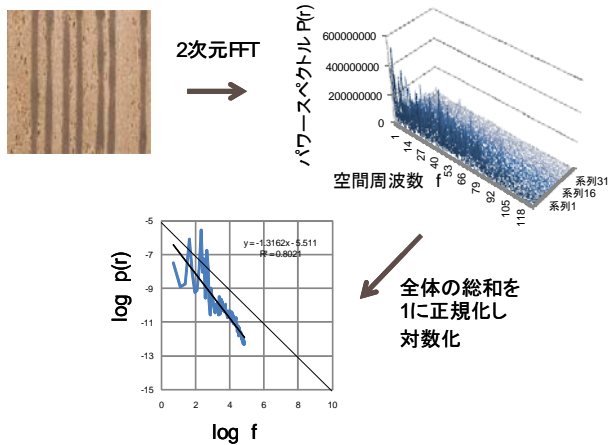 2次元FFT
パワースペクトル P(r)
600000000
400000000
200000000
0
1
14
27
40
53
66
79
92
105
118
系列31
系列16
系列1
空間周波数 f
全体の総和を
1に正規化し
対数化
y = -1.3162x - 5.511
R² = 0.8021
log p(r)
-5
-7
-9
-11
-13
-15
0
2
4
6
8
10
log f